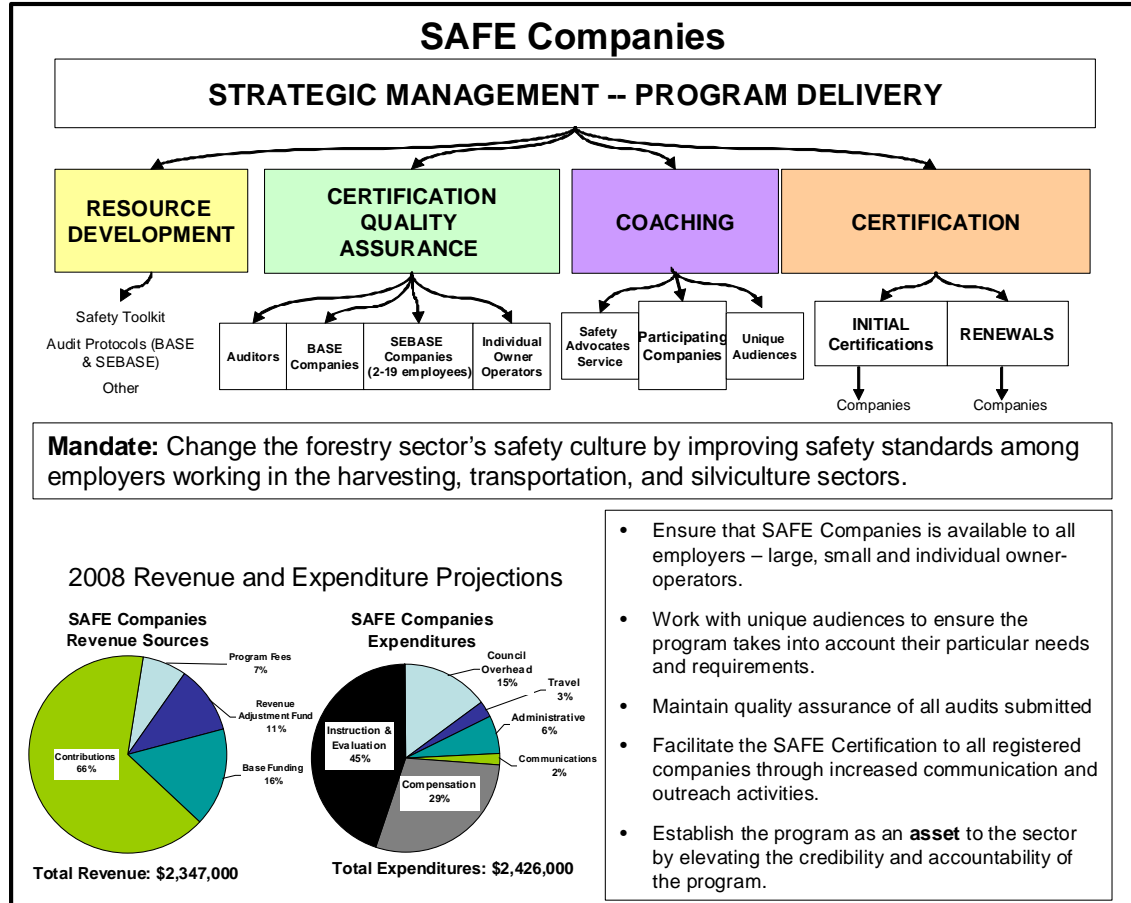 SAFE Companies
STRATEGIC MANAGEMENT -- PROGRAM DELIVERY
RESOURCE
DEVELOPMENT
CERTIFICATION
QUALITY
ASSURANCE
COACHING
CERTIFICATION
Safety Toolkit
Audit Protocols (BASE
& SEBASE)
Other
Auditors
BASE
Companies
SEBASE
Companies
(2-19 employees)
Individual
Owner
Operators
Safety
Advocates
Service
Participating
Companies
Unique
Audiences
INITIAL
Certifications
RENEWALS
Companies
Companies
Mandate: Change the forestry sector’s safety culture by improving safety standards among
employers working in the harvesting, transportation, and silviculture sectors.
2008 Revenue and Expenditure Projections
SAFE Companies
Revenue Sources
Program Fees
7%
Revenue
Adjustment Fund
11%
Contributions
66%
Base Funding
16%
Total Revenue: $2,347,000
SAFE Companies
Expenditures
Council
Overhead
15%
Travel
3%
Administrative
6%
Communications
2%
Instruction &
Evaluation
45%
Compensation
29%
Total Expenditures: $2,426,000
• Ensure that SAFE Companies is available to all
employers – large, small and individual owner-
operators.
• Work with unique audiences to ensure the
program takes into account their particular needs
and requirements.
• Maintain quality assurance of all audits submitted
• Facilitate the SAFE Certification to all registered
companies through increased communication and
outreach activities.
• Establish the program as an asset to the sector
by elevating the credibility and accountability of
the program.